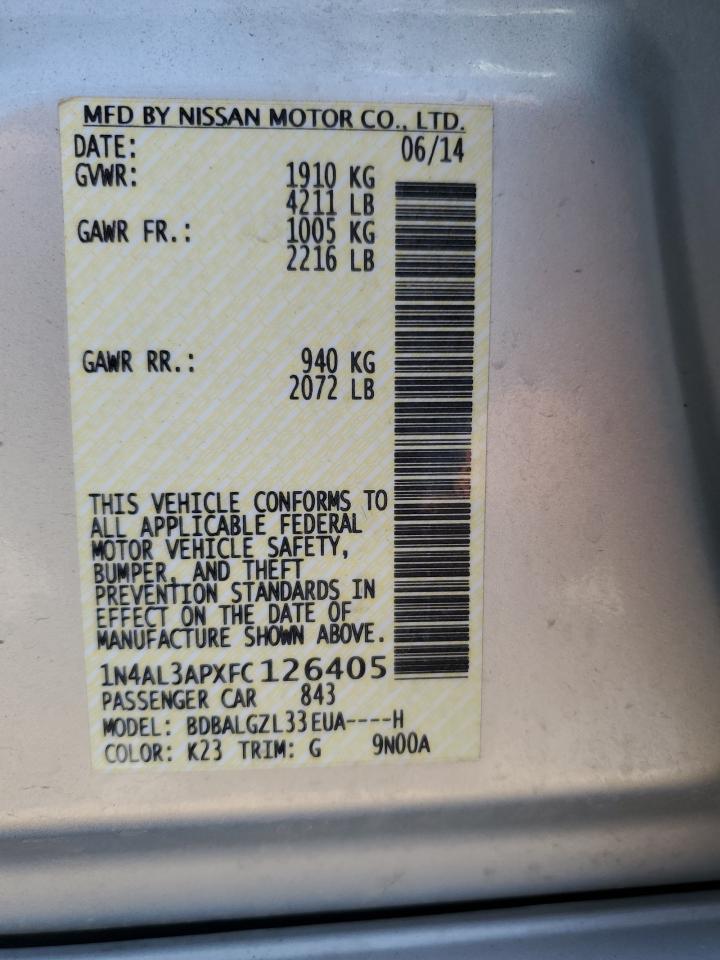 MFD BY NISSAN MOTOR CO., LTD.
DATE: 06/14
GVWR: 1910 KG
4211 LB
GAWR FR.: 1005 KG
2216 LB
GAWR RR.: 940 KG
2072 LB
THIS VEHICLE CONFORMS TO
ALL APPLICABLE FEDERAL
MOTOR VEHICLE SAFETY,
BUMPER, AND THEFT
PREVENTION STANDARDS IN
EFFECT ON THE DATE OF
MANUFACTURE SHOWN ABOVE.
1N4AL3APXFC126405
PASSENGER CAR 843
MODEL: BDBALGZL33EUA----H
COLOR: K23 TRIM: G 9N00A